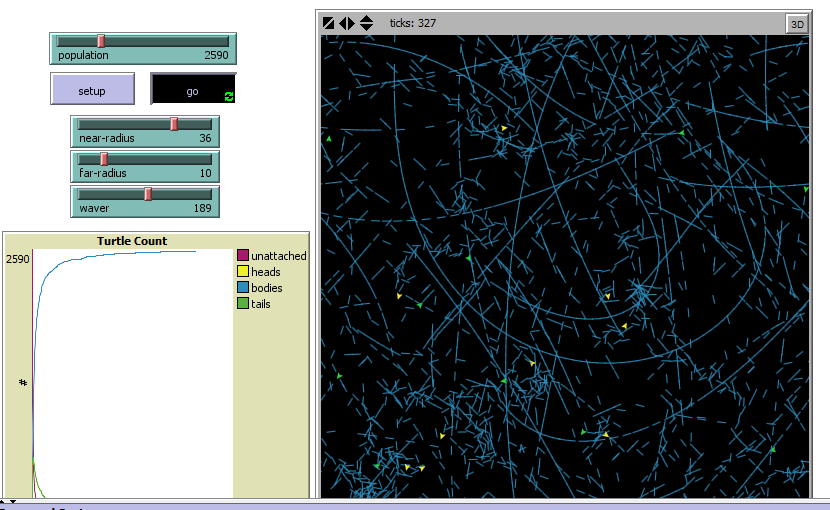 ticks: 327
3D
population 2590
setup
go
near-radius 36
far-radius 10
waver 189
Turtle Count
2590
#
unattached
heads
bodies
tails